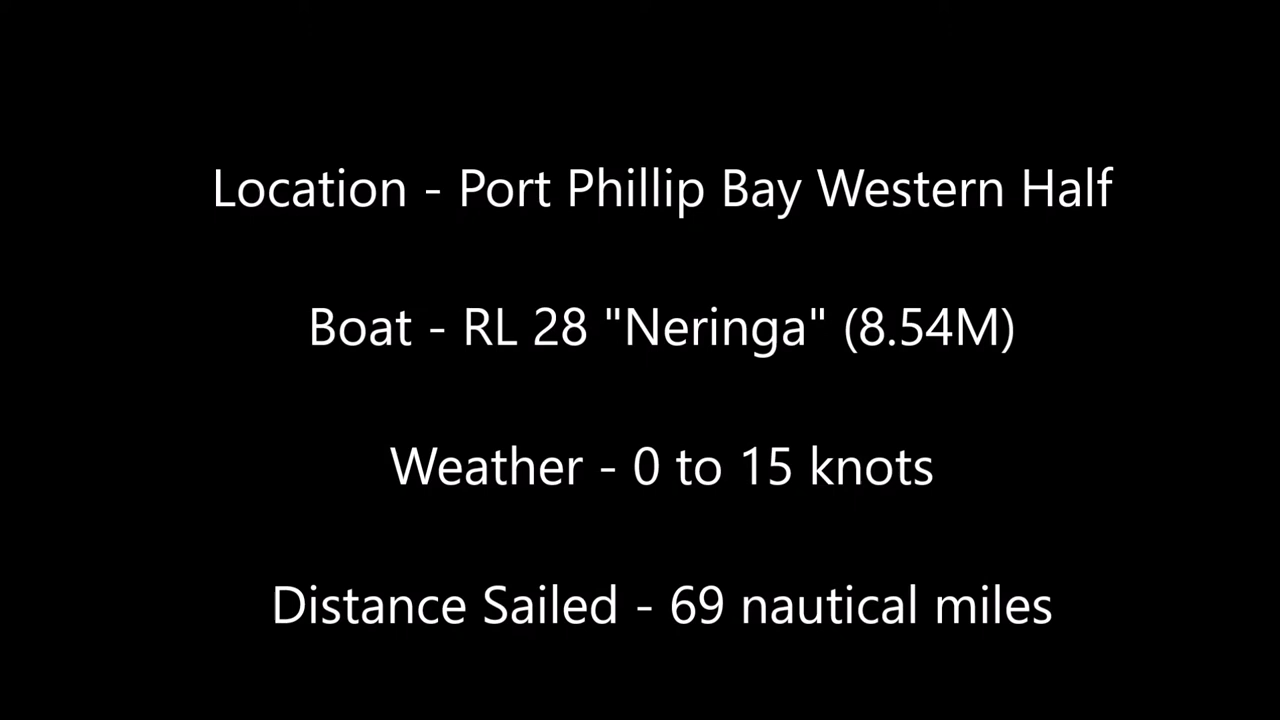 Location - Port Phillip Bay Western Half
Boat - RL 28 "Neringa" (8.54M)
Weather - 0 to 15 knots
Distance Sailed - 69 nautical miles